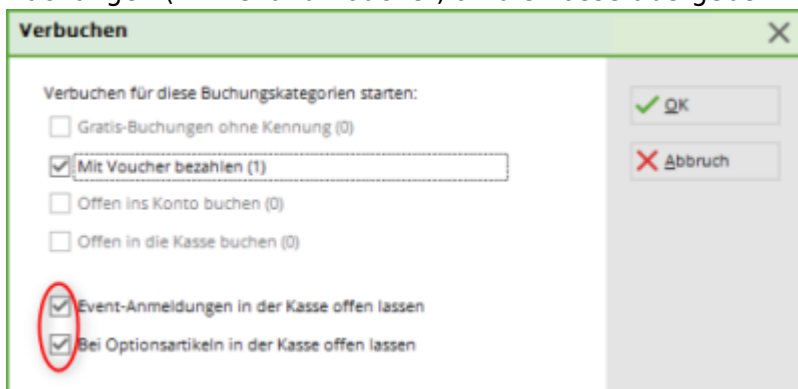 Verbuchen
Verbuchen für diese Buchungskategorien starten:
Gratis-Buchungen ohne Kennung (0)
Mit Voucher bezahlen (1)
Offen ins Konto buchen (0)
Offen in die Kasse buchen (0)
Event-Anmeldungen in der Kasse offen lassen
Bei Optionsartikeln in der Kasse offen lassen
OK
Abbruch